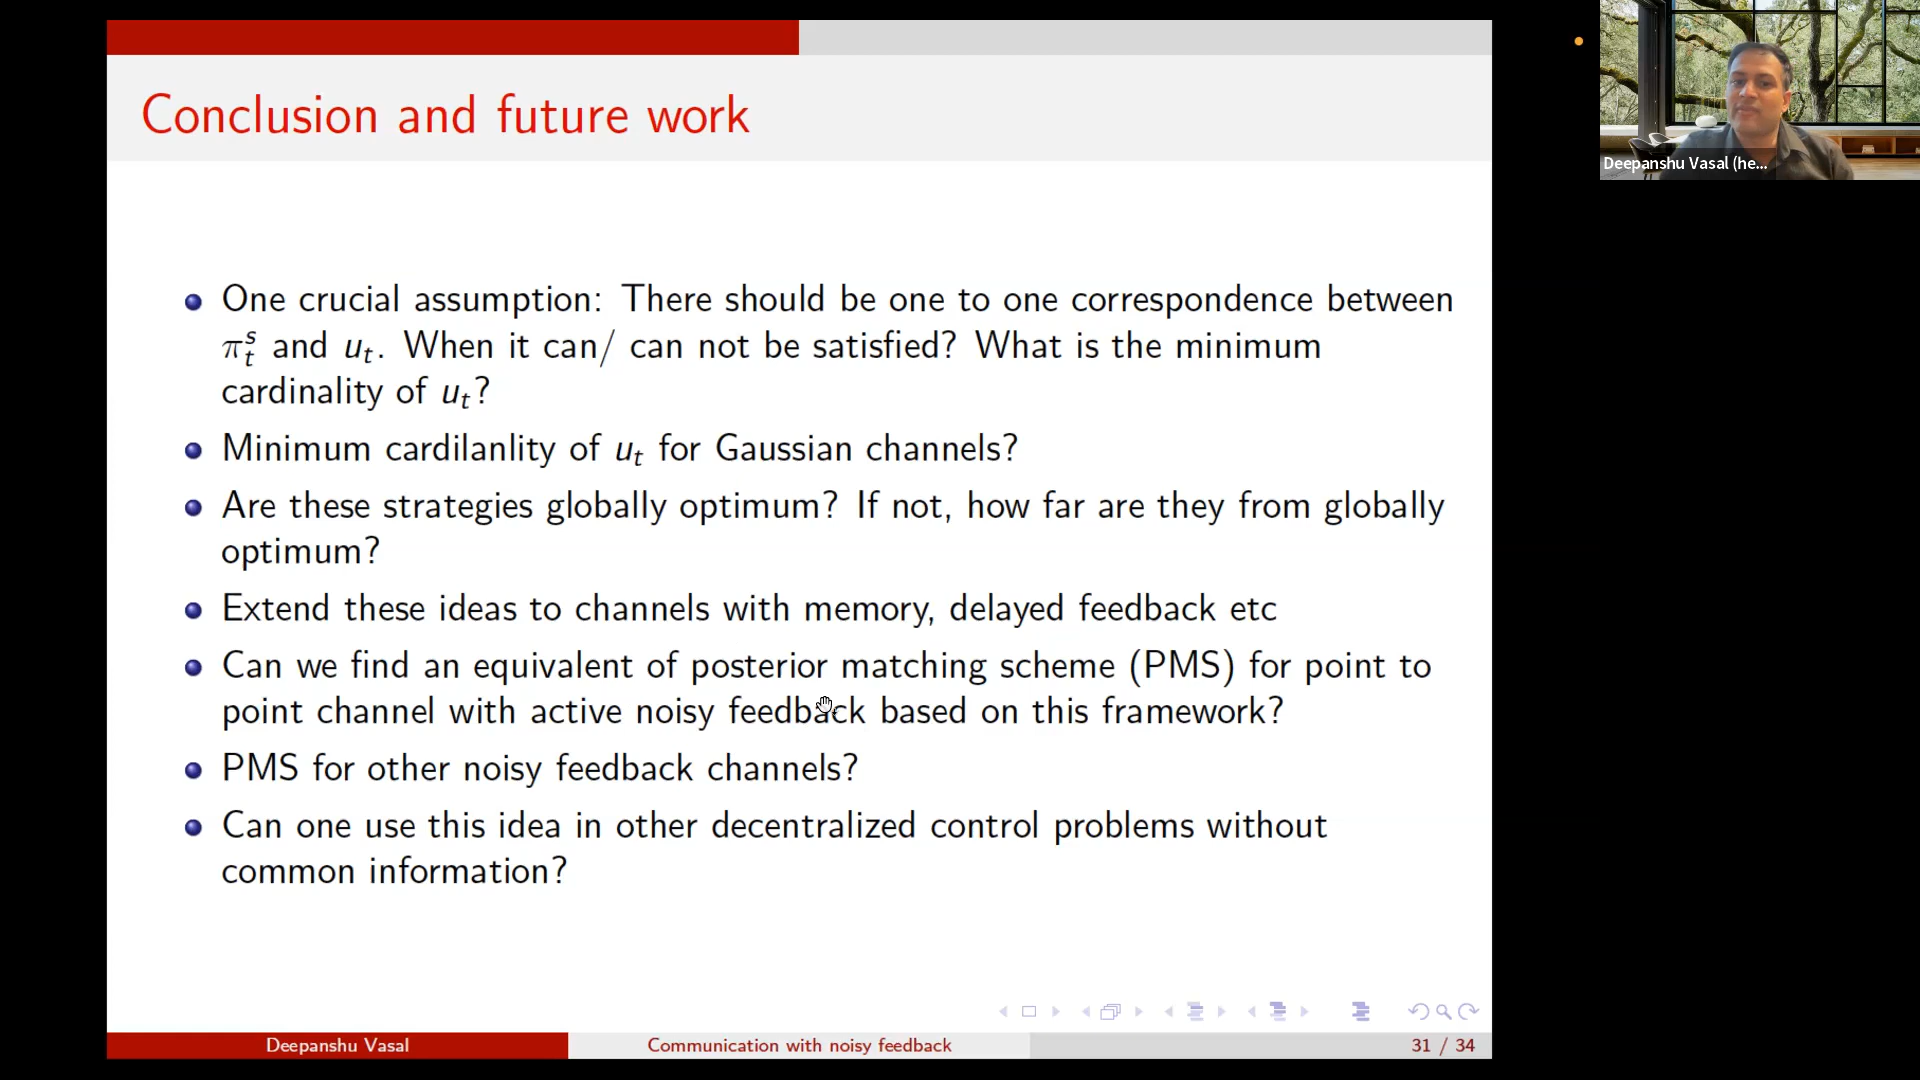 Conclusion and future work
One crucial assumption: There should be one to one correspondence between
π_t^s and u_t. When it can/ can not be satisfied? What is the minimum
cardinality of u_t?
Minimum cardilanlity of u_t for Gaussian channels?
Are these strategies globally optimum? If not, how far are they from globally
optimum?
Extend these ideas to channels with memory, delayed feedback etc
Can we find an equivalent of posterior matching scheme (PMS) for point to
point channel with active noisy feedback based on this framework?
PMS for other noisy feedback channels?
Can one use this idea in other decentralized control problems without
common information?
Deepanshu Vasal
Communication with noisy feedback
31 / 34
Deepanshu Vasal (he...